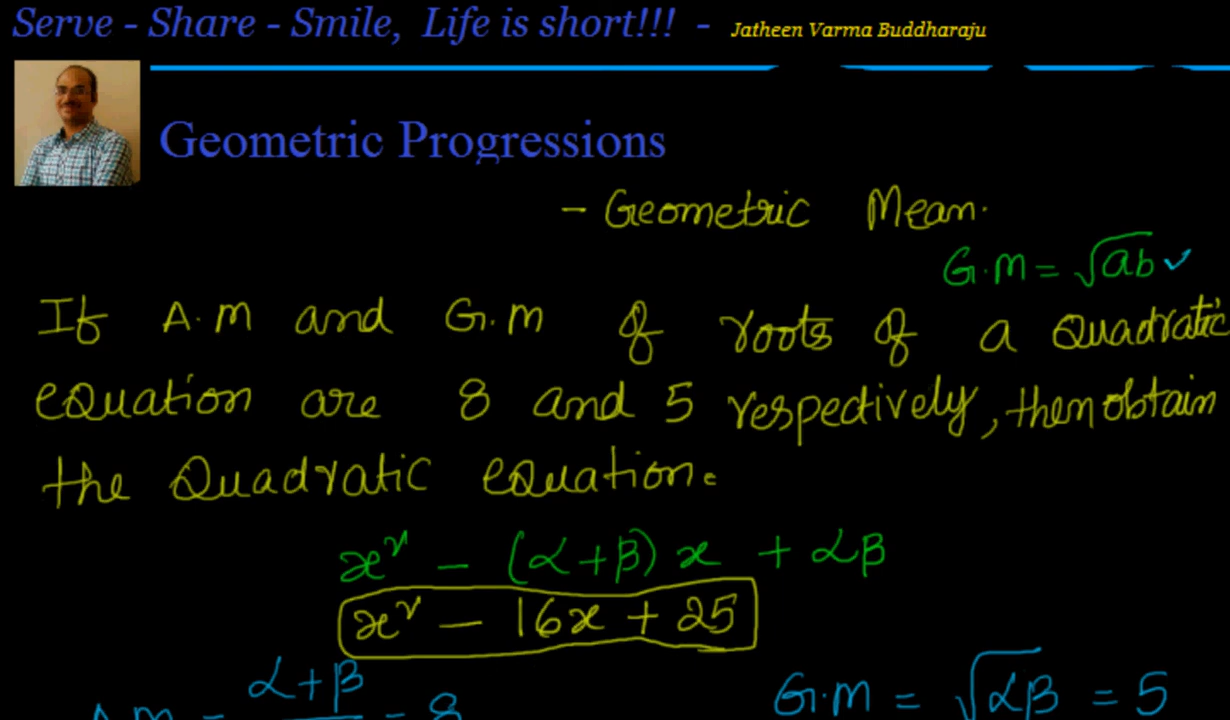 Serve - Share - Smile, Life is short!!! - Jatheen Varma Buddharaju
Geometric Progressions
- Geometric Mean.
G.M = √ab ✓
If A.M and G.M of roots of a Quadratic
equation are 8 and 5 respectively, then obtain
the Quadratic equation.
x² - (α+β)x + αβ
x² - 16x + 25
A.M = α+β = 8
G.M = √αβ = 5